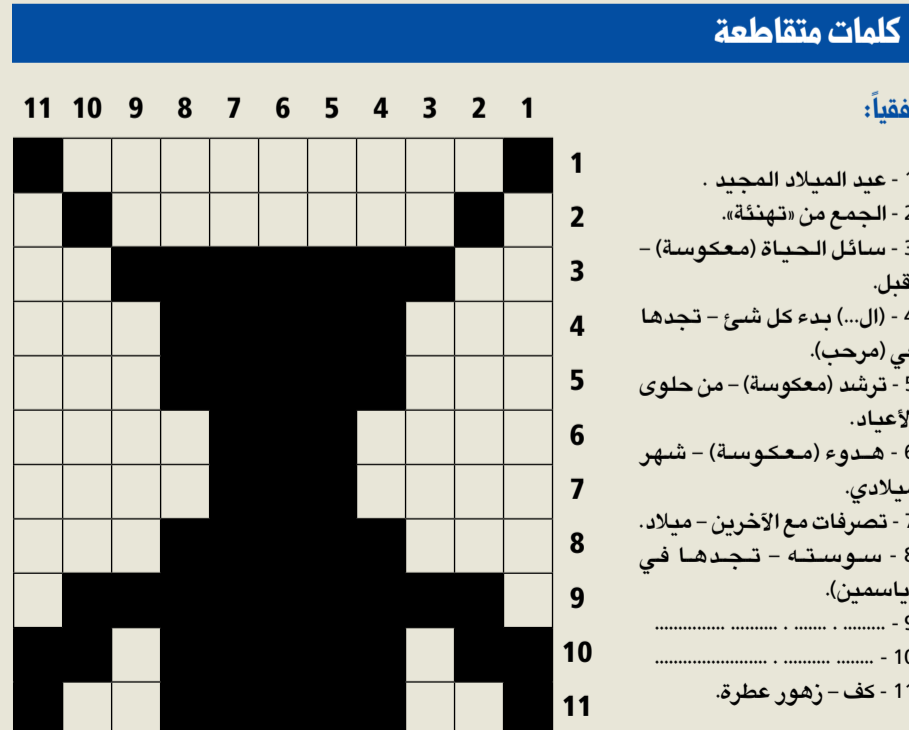 كلمات متقاطعة
فقياً:
1 2 3 4 5 6 7 8 9 10 11
1
2
3
4
5
6
7
8
9
10
11
1 - عيد الميلاد المجيد .
2 - الجمع من «تهنئة».
3 - سائل الحياة (معكوسة) –
قبل.
4 - (ال...) بدء كل شئ – تجدها
في (مرحب).
5 - ترشد (معكوسة) – من حلوى
لأعياد.
6 - هـدوء (معكوسة) – شهر
ميلادي.
7 - تصرفات مع الآخرين – ميلاد.
8 - سوسته – تجدها في
ياسمين).
9 - ......... . ....... . .......... ...............
10 - ........ .......... . ........................
11 - كف – زهور عطرة.